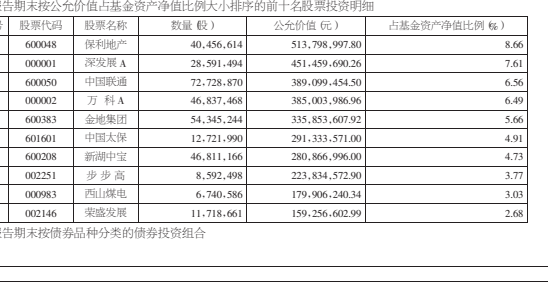 报告期末按公允价值占基金资产净值比例大小排序的前十名股票投资明细
号 股票代码 股票名称 数量(股) 公允价值(元) 占基金资产净值比例(%)
600048 保利地产 40,456,614 513,798,997.80 8.66
000001 深发展A 28,591,494 451,459,690.26 7.61
600050 中国联通 72,728,870 389,099,454.50 6.56
000002 万 科A 46,837,468 385,003,986.96 6.49
600383 金地集团 54,345,244 335,853,607.92 5.66
601601 中国太保 12,721,990 291,333,571.00 4.91
600208 新湖中宝 46,811,166 280,866,996.00 4.73
002251 步 步 高 8,592,498 223,834,572.90 3.77
000983 西山煤电 6,740,586 179,906,240.34 3.03
002146 荣盛发展 11,718,661 159,256,602.99 2.68
报告期末按债券品种分类的债券投资组合